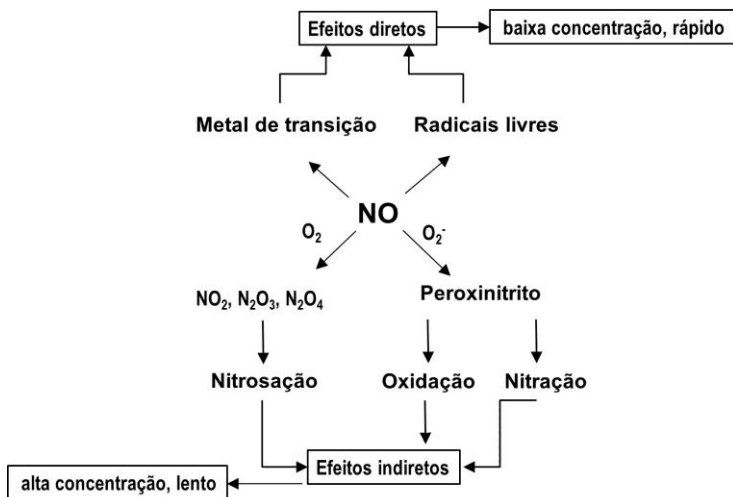 Efeitos diretos
baixa concentração, rápido
Metal de transição
Radicais livres
NO
O₂
O₂⁻
NO₂, N₂O₃, N₂O₄
Peroxinitrito
Nitrosação
Oxidação
Nitração
Efeitos indiretos
alta concentração, lento